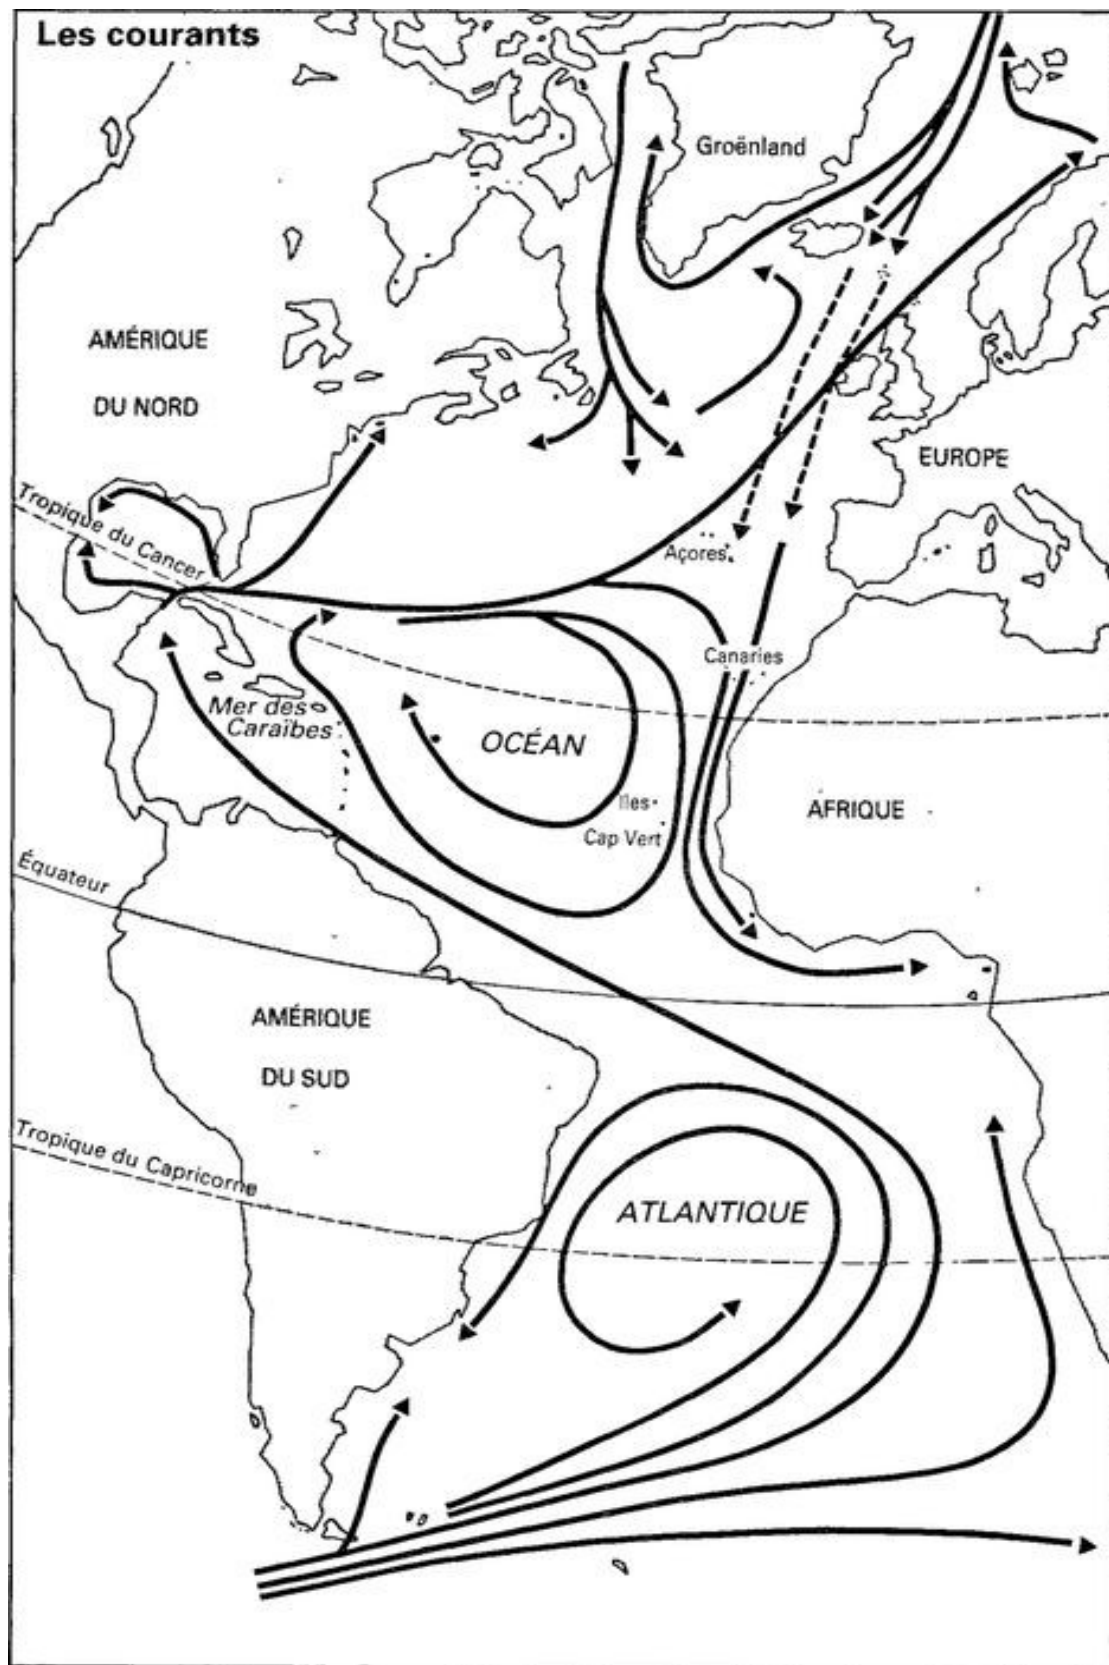 Les courants
Groënland
AMÉRIQUE
DU NORD
EUROPE
Tropique du Cancer
Açores
Canaries
Mer des
Caraïbes
OCÉAN
Iles
Cap Vert
AFRIQUE
Équateur
AMÉRIQUE
DU SUD
Tropique du Capricorne
ATLANTIQUE